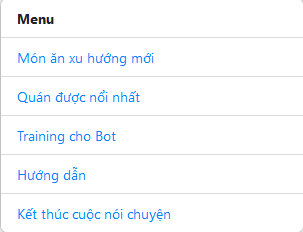 Menu
Món ăn xu hướng mới
Quán được nổi nhất
Training cho Bot
Hướng dẫn
Kết thúc cuộc nói chuyện